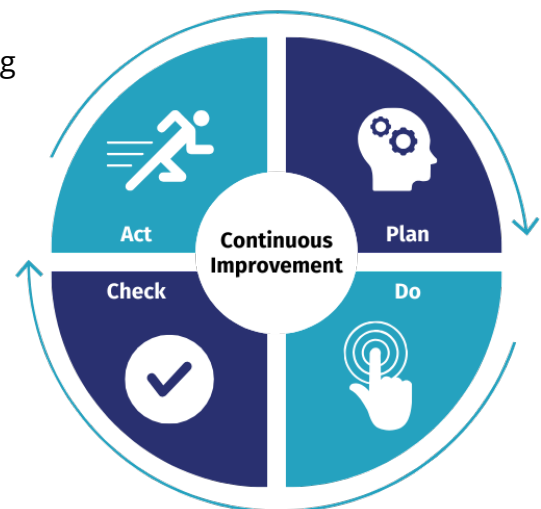 g
Act
Plan
Continuous
Improvement
Check
Do